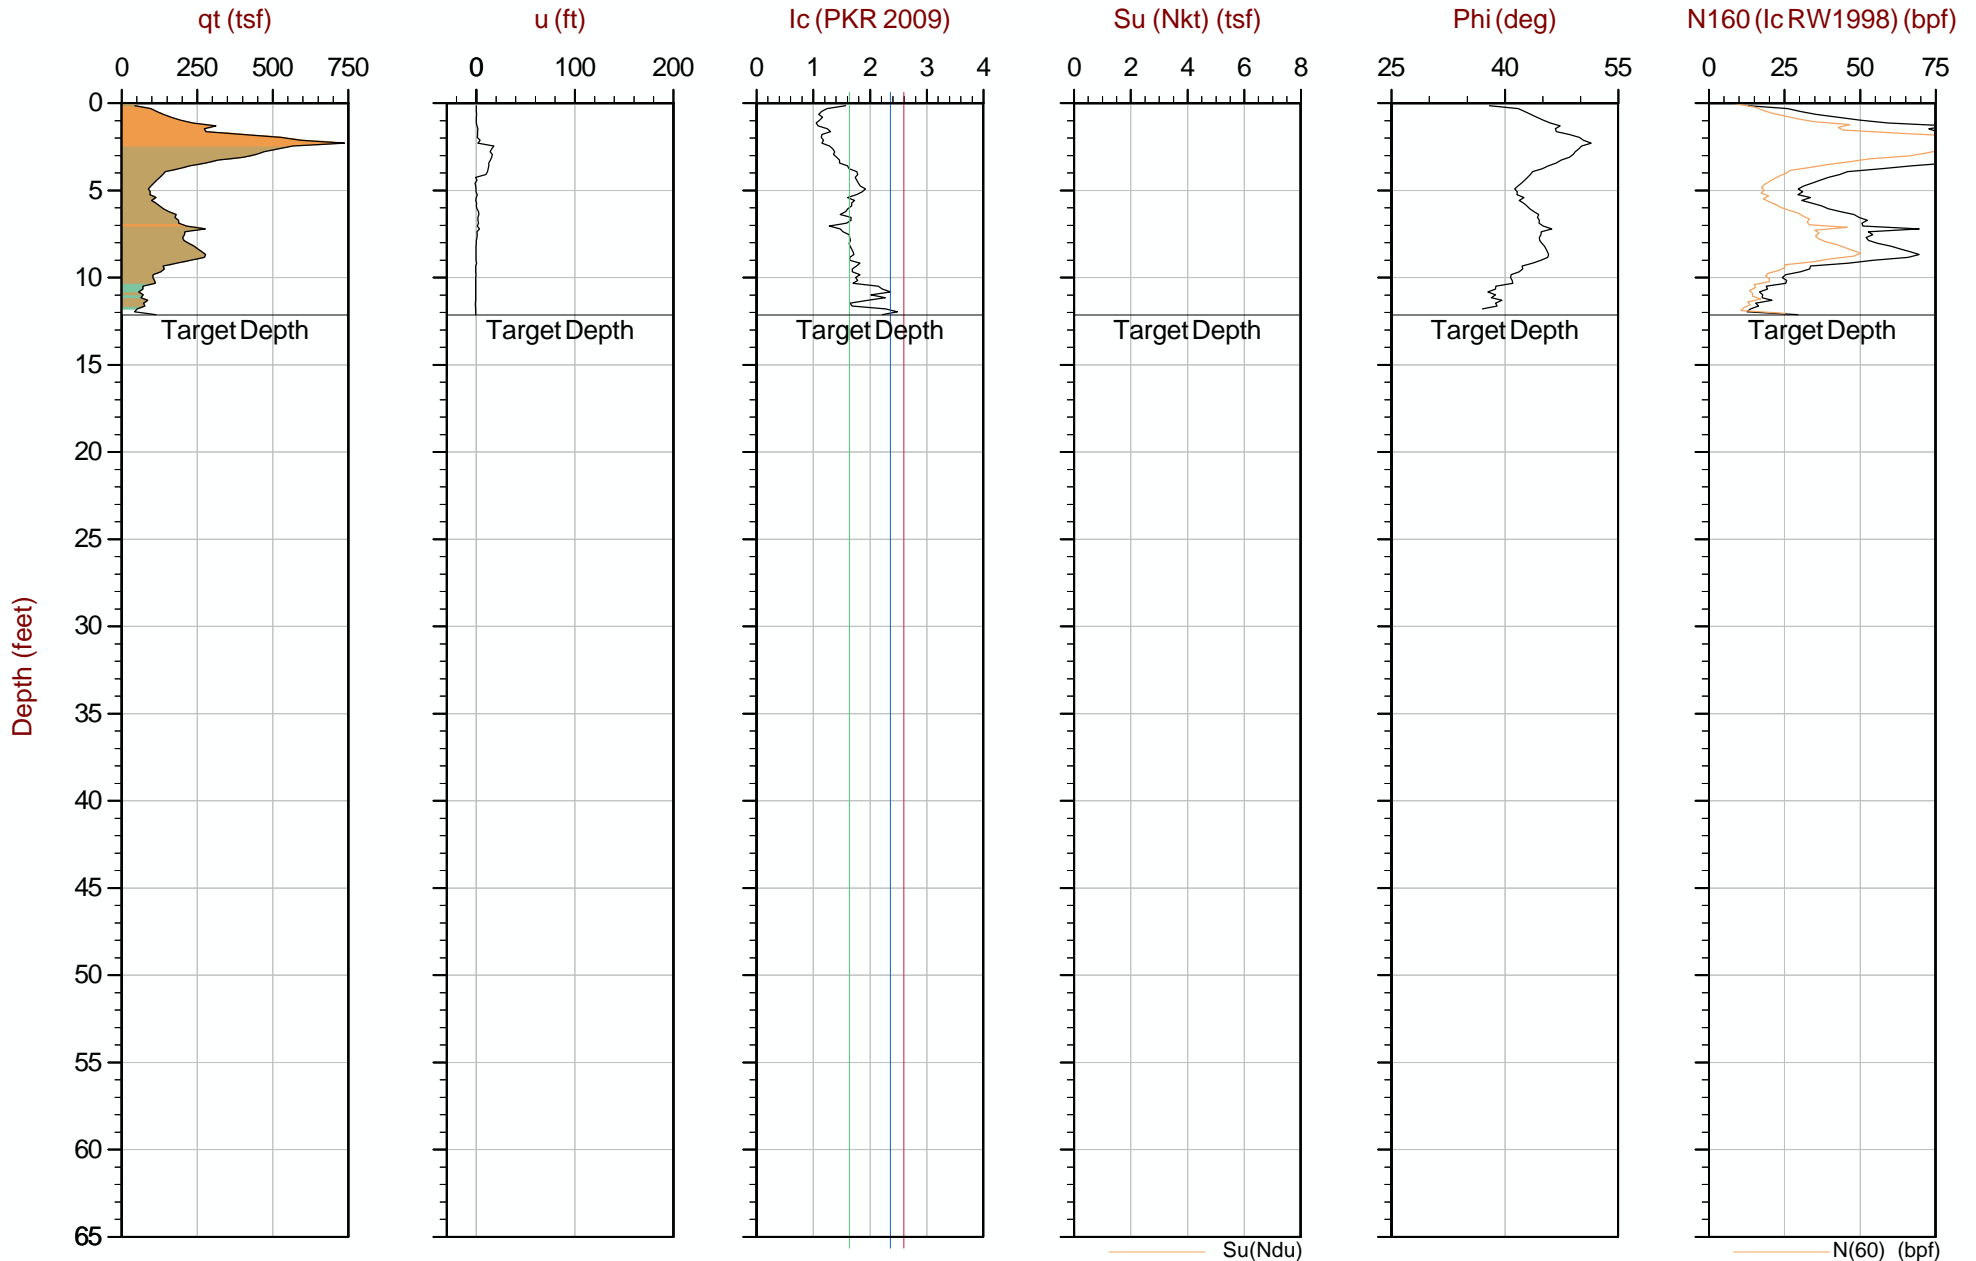 qt (tsf) u (ft) Ic (PKR 2009) Su (Nkt) (tsf) Phi (deg) N160 (Ic RW1998) (bpf)
0 250 500 750 0 100 200 0 1 2 3 4 0 2 4 6 8 25 40 55 0 25 50 75
0
5
10
Target Depth Target Depth Target Depth Target Depth Target Depth Target Depth
15
20
25
30
Depth (feet)
35
40
45
50
55
60
65
Su(Ndu) N(60) (bpf)